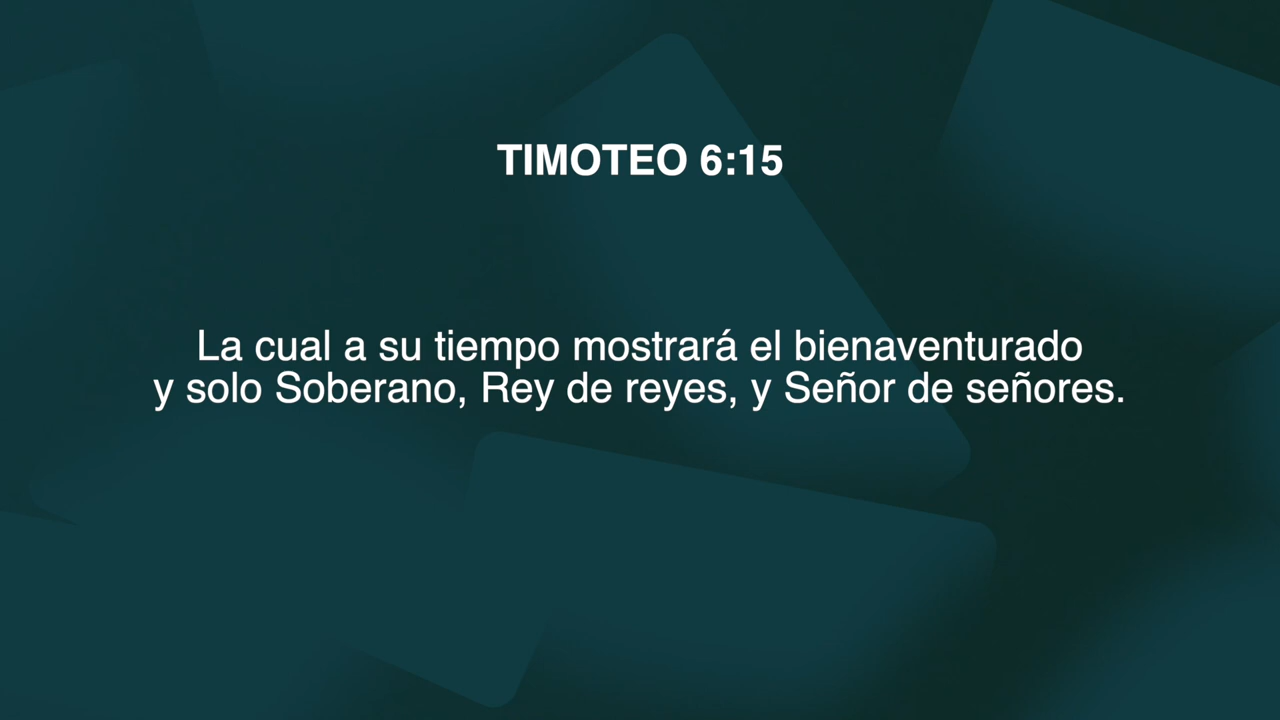 TIMOTEO 6:15
La cual a su tiempo mostrará el bienaventurado
y solo Soberano, Rey de reyes, y Señor de señores.